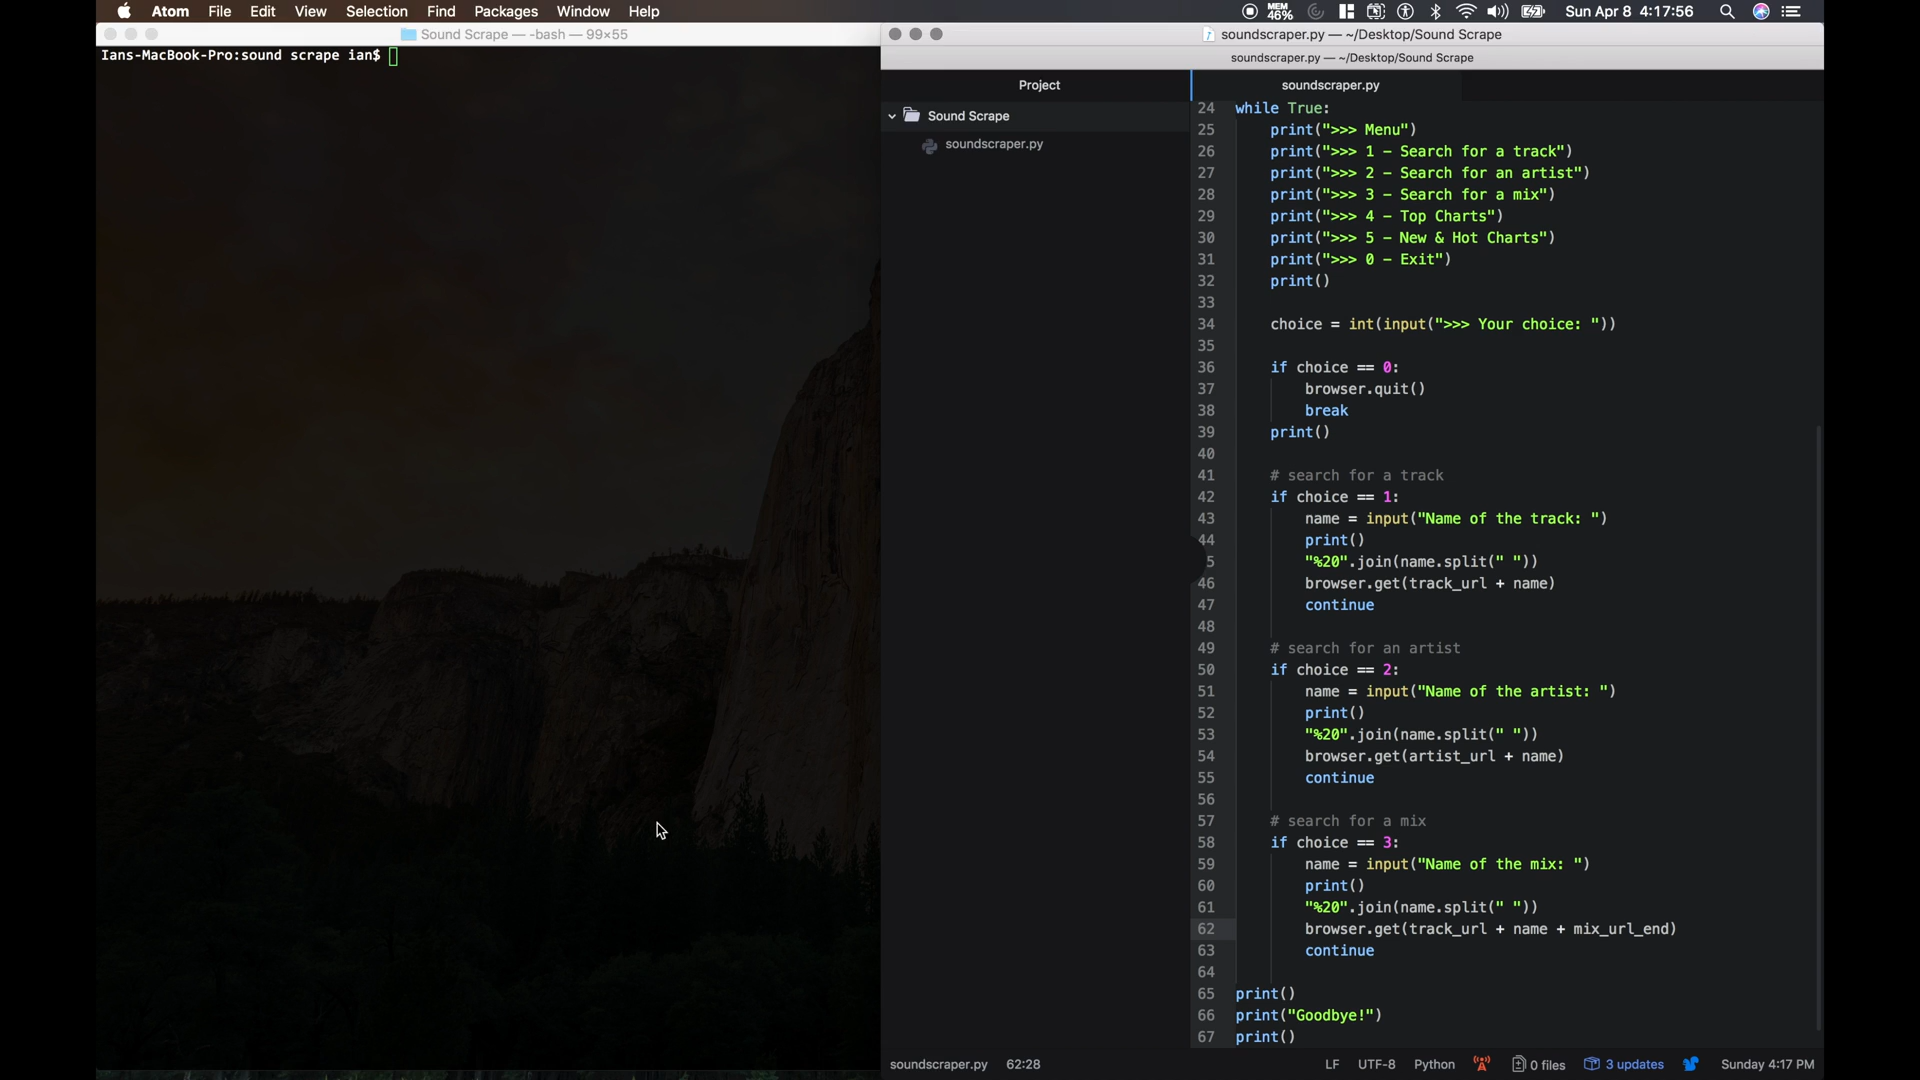 Atom File Edit View Selection Find Packages Window Help
MEM 46% Sun Apr 8 4:17:56
Sound Scrape — -bash — 99×55
Ians-MacBook-Pro:sound scrape ian$
soundscraper.py — ~/Desktop/Sound Scrape
soundscraper.py — ~/Desktop/Sound Scrape
Project
Sound Scrape
soundscraper.py
soundscraper.py
24 while True:
25 print(">>> Menu")
26 print(">>> 1 - Search for a track")
27 print(">>> 2 - Search for an artist")
28 print(">>> 3 - Search for a mix")
29 print(">>> 4 - Top Charts")
30 print(">>> 5 - New & Hot Charts")
31 print(">>> 0 - Exit")
32 print()
33
34 choice = int(input(">>> Your choice: "))
35
36 if choice == 0:
37 browser.quit()
38 break
39 print()
40
41 # search for a track
42 if choice == 1:
43 name = input("Name of the track: ")
44 print()
5 "%20".join(name.split(" "))
46 browser.get(track_url + name)
47 continue
48
49 # search for an artist
50 if choice == 2:
51 name = input("Name of the artist: ")
52 print()
53 "%20".join(name.split(" "))
54 browser.get(artist_url + name)
55 continue
56
57 # search for a mix
58 if choice == 3:
59 name = input("Name of the mix: ")
60 print()
61 "%20".join(name.split(" "))
62 browser.get(track_url + name + mix_url_end)
63 continue
64
65 print()
66 print("Goodbye!")
67 print()
soundscraper.py 62:28 LF UTF-8 Python 0 files 3 updates Sunday 4:17 PM